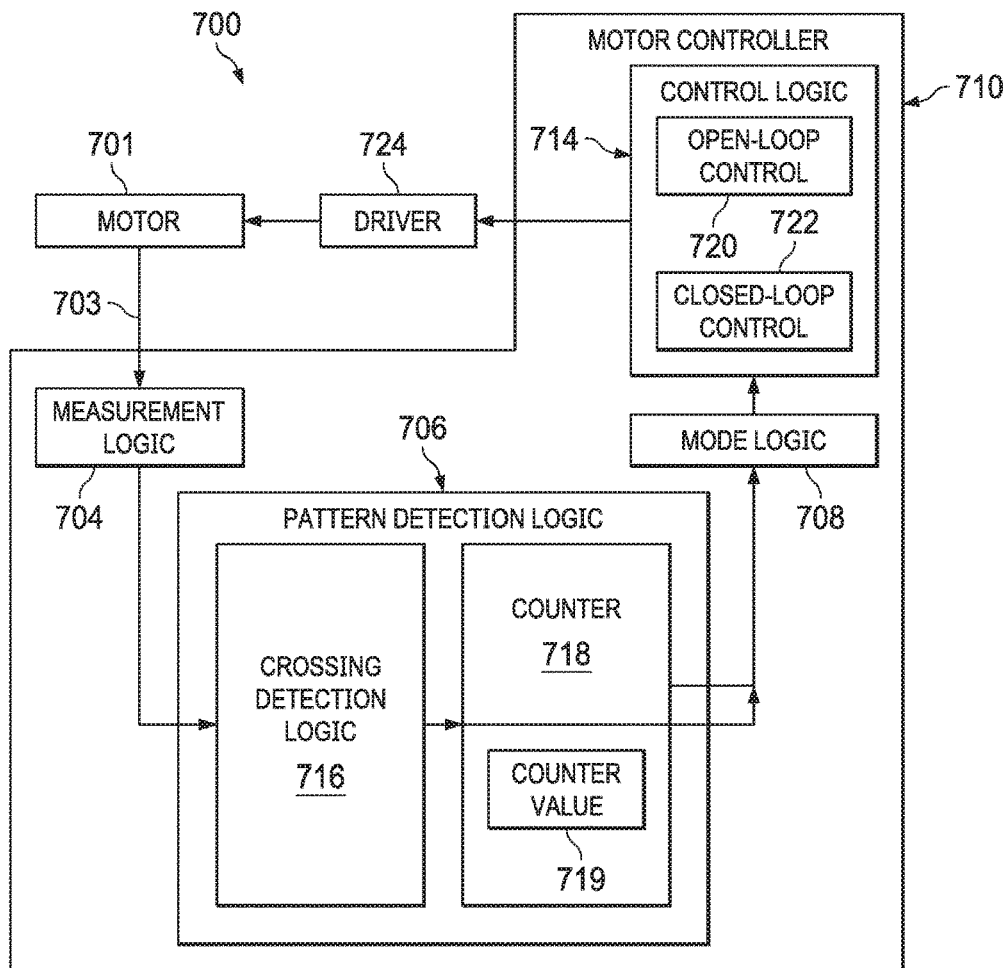 700
MOTOR CONTROLLER
710
CONTROL LOGIC
714
OPEN-LOOP
CONTROL
720
722
CLOSED-LOOP
CONTROL
701
MOTOR
724
DRIVER
703
MEASUREMENT
LOGIC
704
706
MODE LOGIC
708
PATTERN DETECTION LOGIC
CROSSING
DETECTION
LOGIC
716
COUNTER
718
COUNTER
VALUE
719